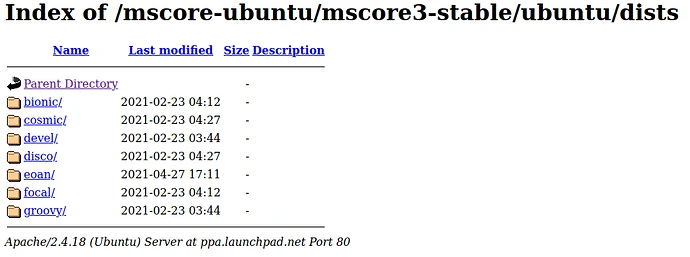 Index of /mscore-ubuntu/mscore3-stable/ubuntu/dists
Name Last modified Size Description
Parent Directory -
bionic/ 2021-02-23 04:12 -
cosmic/ 2021-02-23 04:27 -
devel/ 2021-02-23 03:44 -
disco/ 2021-02-23 04:27 -
eoan/ 2021-04-27 17:11 -
focal/ 2021-02-23 04:12 -
groovy/ 2021-02-23 03:44 -
Apache/2.4.18 (Ubuntu) Server at ppa.launchpad.net Port 80